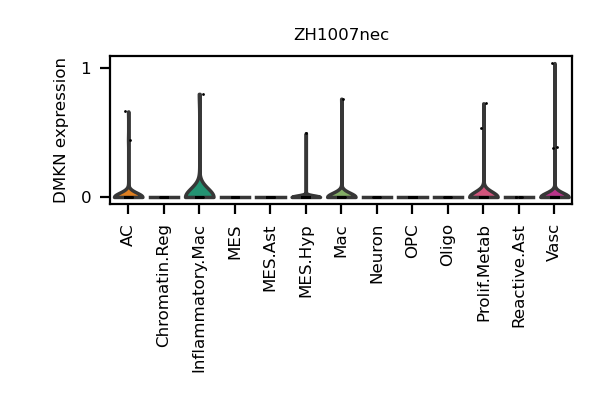 ZH1007nec
DMKN expression
1
0
AC
Chromatin.Reg
Inflammatory.Mac
MES
MES.Ast
MES.Hyp
Mac
Neuron
OPC
Oligo
Prolif.Metab
Reactive.Ast
Vasc